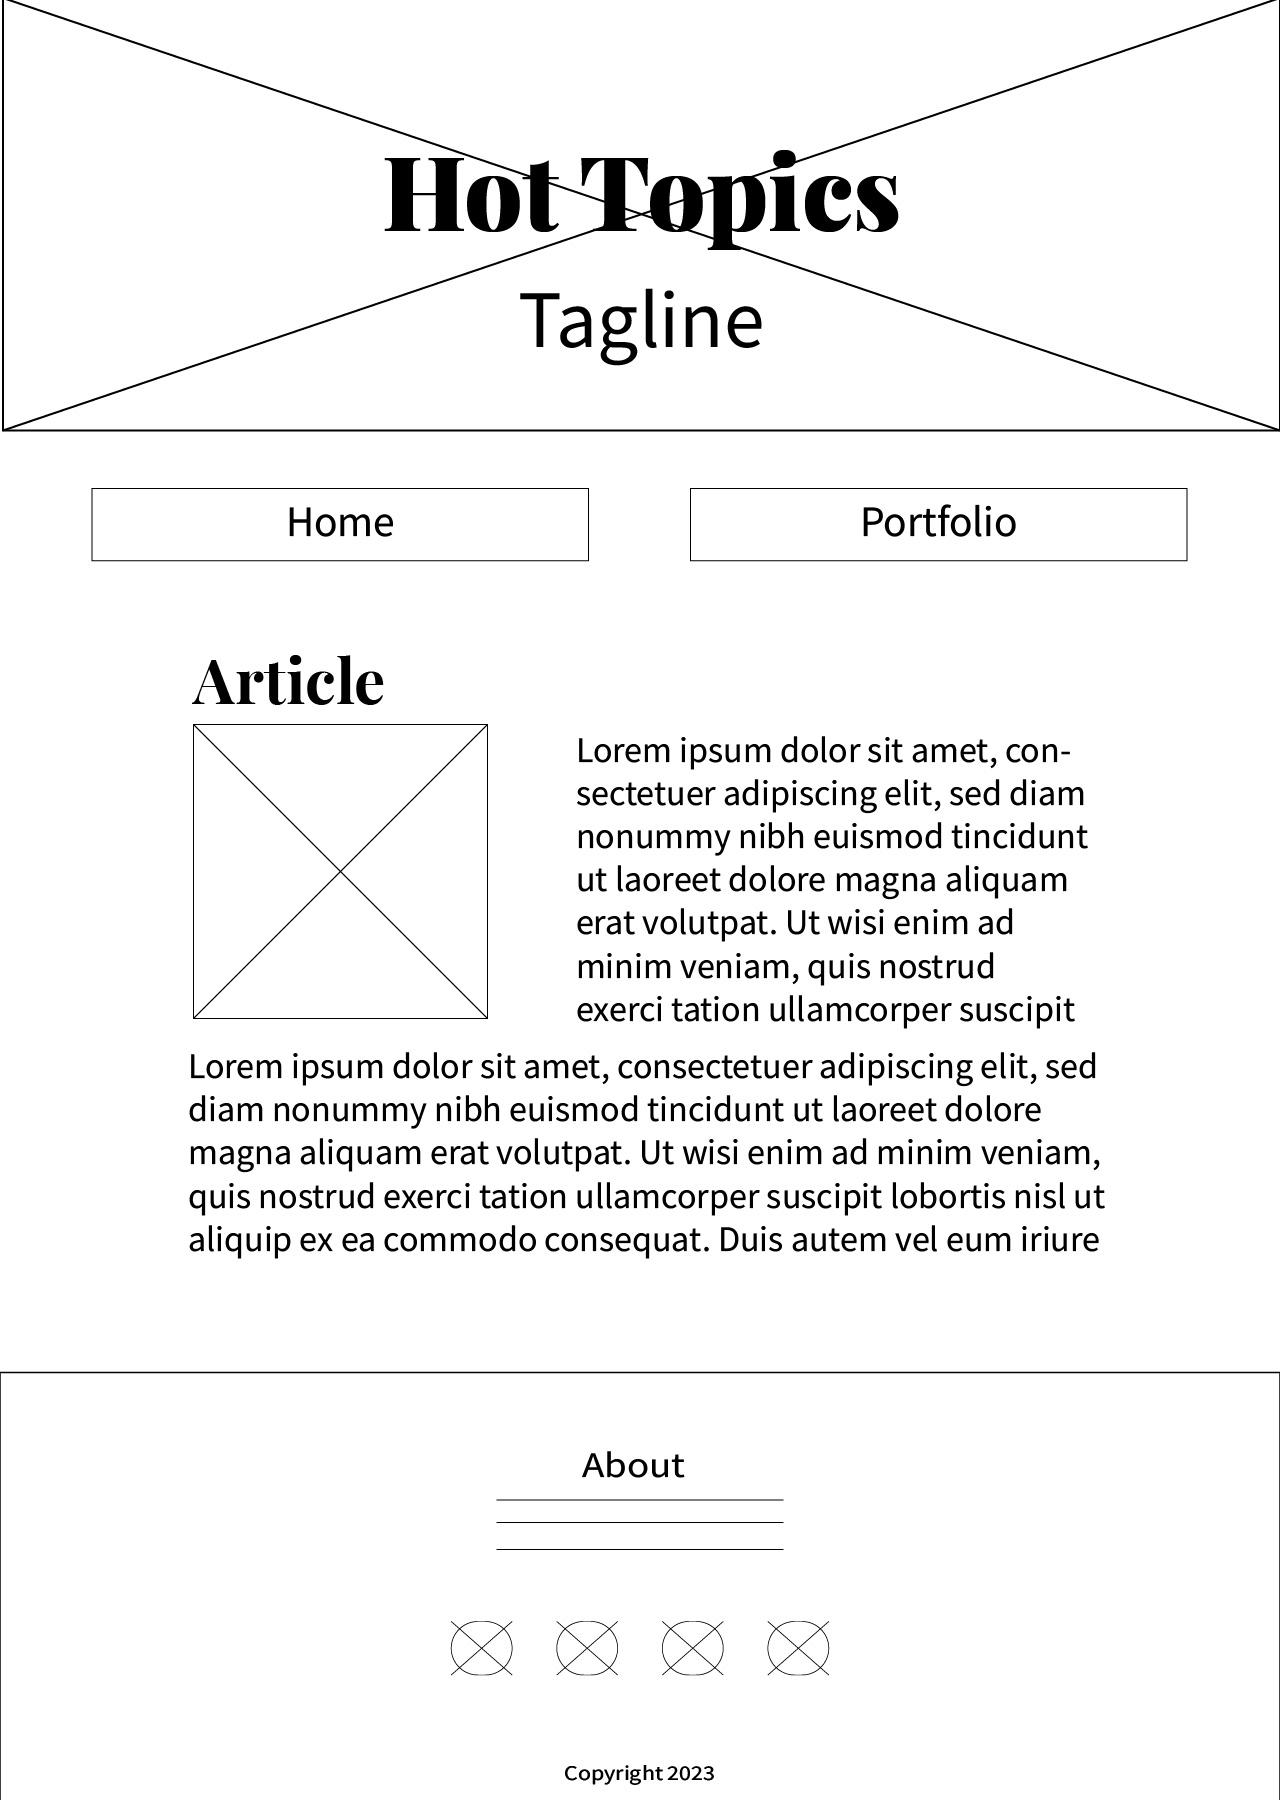 Hot Topics
Tagline
Home
Portfolio
Article
Lorem ipsum dolor sit amet, con-
sectetuer adipiscing elit, sed diam
nonummy nibh euismod tincidunt
ut laoreet dolore magna aliquam
erat volutpat. Ut wisi enim ad
minim veniam, quis nostrud
exerci tation ullamcorper suscipit
Lorem ipsum dolor sit amet, consectetuer adipiscing elit, sed
diam nonummy nibh euismod tincidunt ut laoreet dolore
magna aliquam erat volutpat. Ut wisi enim ad minim veniam,
quis nostrud exerci tation ullamcorper suscipit lobortis nisl ut
aliquip ex ea commodo consequat. Duis autem vel eum iriure
About
Copyright 2023